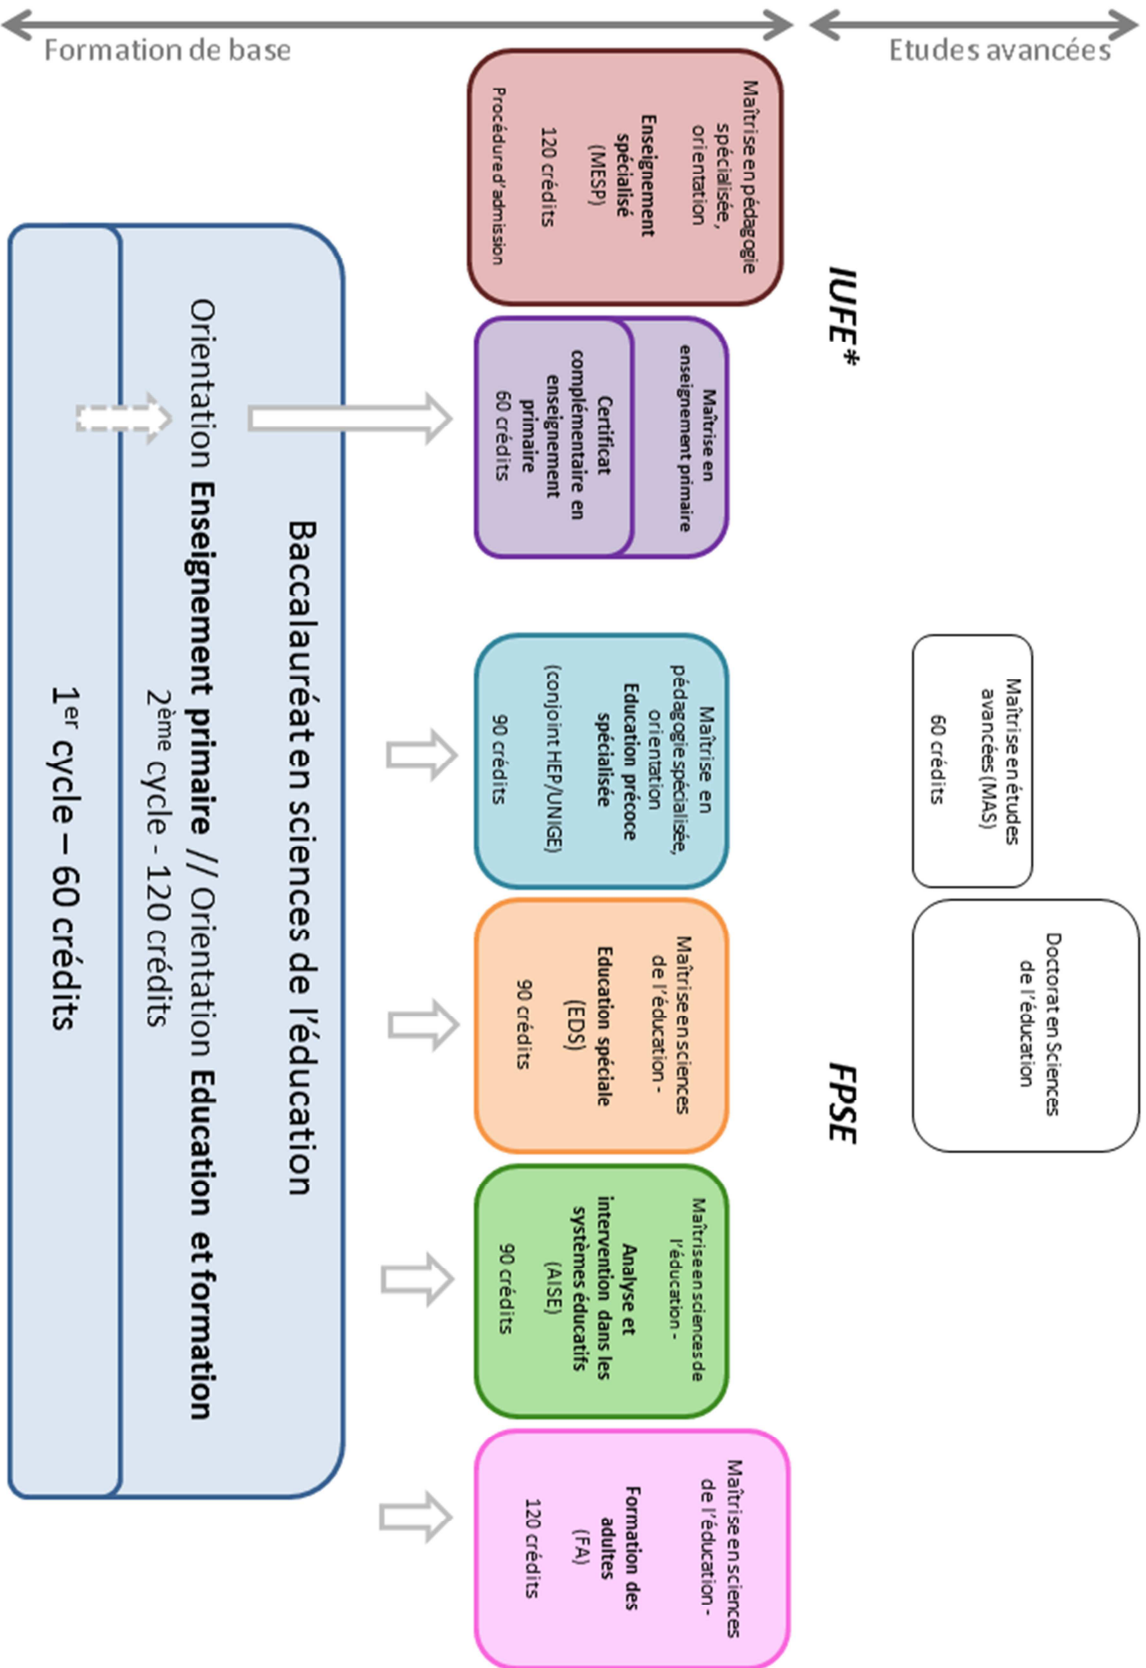 Etudes avancées
Formation de base
Maîtrise en études
avancées (MAS)
60 crédits
Doctorat en Sciences
de l'éducation
IUFE*
FPSE
Maîtrise en pédagogie
spécialisée,
orientation
Enseignement
spécialisé
(MESP)
120 crédits
Procédure d'admission
Maîtrise en
enseignement primaire
Certificat
complémentaire en
enseignement
primaire
60 crédits
Maîtrise en
pédagogie spécialisée,
orientation
Education précoce
spécialisée
(conjoint HEP/UNIGE)
90 crédits
Maîtrise en sciences
de l'éducation -
Education spéciale
(EDS)
90 crédits
Maîtrise en sciences de
l'éducation -
Analyse et
intervention dans les
systèmes éducatifs
(AISE)
90 crédits
Maîtrise en sciences
de l'éducation -
Formation des
adultes
(FA)
120 crédits
Baccalauréat en sciences de l'éducation
Orientation Enseignement primaire // Orientation Education et formation
2ème cycle - 120 crédits
1er cycle – 60 crédits